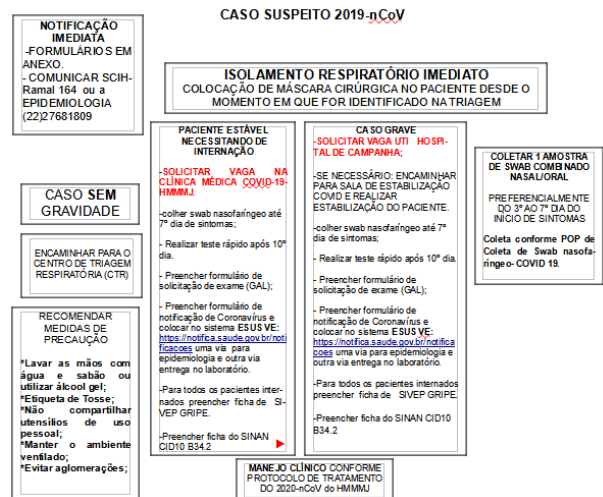 CASO SUSPEITO 2019-nCoV
NOTIFICAÇÃO
IMEDIATA
-FORMULÁRIOS EM
ANEXO.
- COMUNICAR SCIH-
Ramal 164 ou a
EPIDEMIOLOGIA
(22)27681809
ISOLAMENTO RESPIRATÓRIO IMEDIATO
COLOCAÇÃO DE MÁSCARA CIRÚRGICA NO PACIENTE DESDE O
MOMENTO EM QUE FOR IDENTIFICADO NA TRIAGEM
CASO SEM
GRAVIDADE
ENCAMINHAR PARA O
CENTRO DE TRIAGEM
RESPIRATÓRIA (CTR)
RECOMENDAR
MEDIDAS DE
PRECAUÇÃO
*Lavar as mãos com
água e sabão ou
utilizar álcool gel;
*Etiqueta de Tosse;
*Não compartilhar
utensílios de uso
pessoal;
*Manter o ambiente
ventilado;
*Evitar aglomerações;
PACIENTE ESTÁVEL
NECESSITANDO DE
INTERNAÇÃO
-SOLICITAR VAGA NA
CLÍNICA MÉDICA COVID-19-
HMMMJ.
-colher swab nasofaríngeo até
7º dia de sintomas;
- Realizar teste rápido após 10º
dia.
- Preencher formulário de
solicitação de exame (GAL);
- Preencher formulário de
notificação de Coronavírus e
colocar no sistema ESUS VE:
https://notifica.saude.gov.br/noti
ficacoes uma via para
epidemiologia e outra via
entrega no laboratório.
-Para todos os pacientes inter-
nados preencher ficha de SI-
VEP GRIPE.
-Preencher ficha do SINAN
CID10 B34.2
CASO GRAVE
-SOLICITAR VAGA UTI HOSPI-
TAL DE CAMPANHA;
-SE NECESSÁRIO: ENCAMINHAR
PARA SALA DE ESTABILIZAÇÃO
COVID E REALIZAR
ESTABILIZAÇÃO DO PACIENTE.
-colher swab nasofaríngeo até 7º
dia de sintomas;
- Realizar teste rápido após 10º dia.
- Preencher formulário de
solicitação de exame (GAL);
- Preencher formulário de
notificação de Coronavírus e
colocar no sistema ESUS VE:
https://notifica.saude.gov.br/notifica
coes uma via para epidemiologia e
outra via entrega no laboratório.
-Para todos os pacientes internados
preencher ficha de SIVEP GRIPE.
-Preencher ficha do SINAN CID10
B34.2
COLETAR 1 AMOSTRA
DE SWAB COMBINADO
NASAL/ORAL
PREFERENCIALMENTE
DO 3º AO 7º DIA DO
INICIO DE SINTOMAS
Coleta conforme POP de
Coleta de Swab nasofa-
ríngeo- COVID 19.
MANEJO CLÍNICO CONFORME
PROTOCOLO DE TRATAMENTO
DO 2020-nCoV do HMMMJ